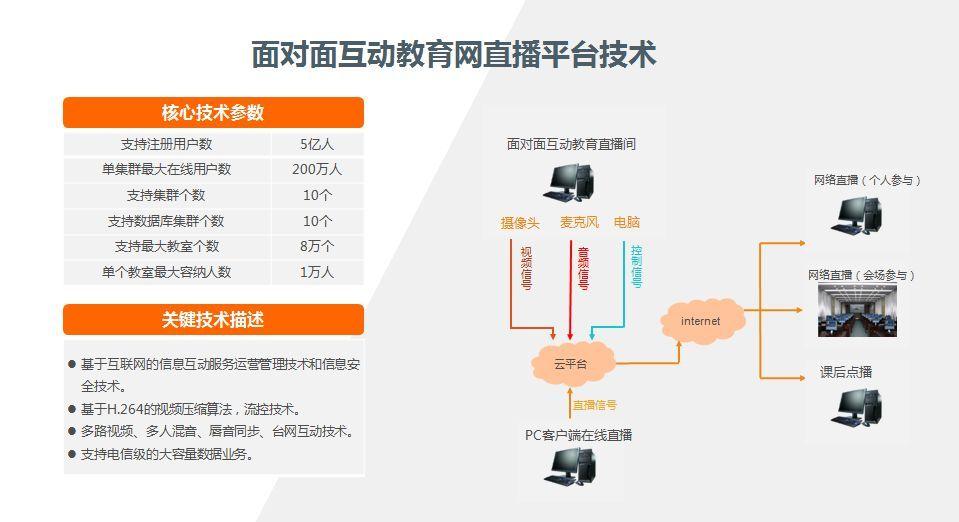 面对面互动教育网直播平台技术
核心技术参数
支持注册用户数 5亿人
单集群最大在线用户数 200万人
支持集群个数 10个
支持数据库集群个数 10个
支持最大教室个数 8万个
单个教室最大容纳人数 1万人
关键技术描述
● 基于互联网的信息互动服务运营管理技术和信息安
全技术。
● 基于H.264的视频压缩算法，流控技术。
● 多路视频、多人混音、唇音同步、台网互动技术。
● 支持电信级的大容量数据业务。
面对面互动教育直播间
摄像头 麦克风 电脑
视频信号
音频信号
控制信号
云平台
直播信号
PC客户端在线直播
internet
网络直播（个人参与）
网络直播（会场参与）
课后点播